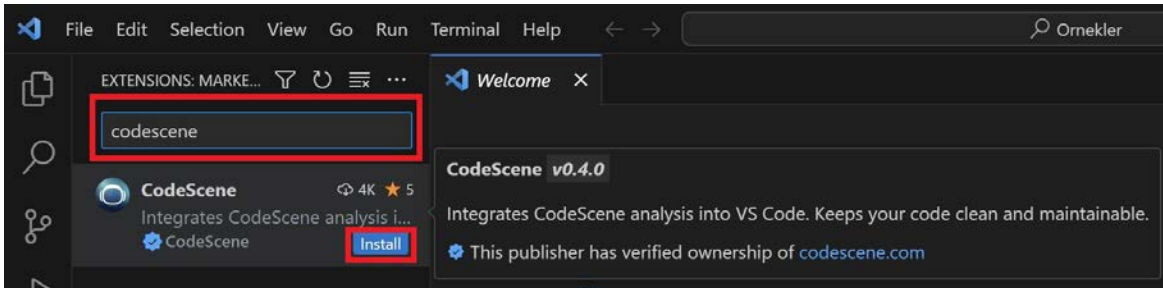 File Edit Selection View Go Run Terminal Help Ornekler
EXTENSIONS: MARKE...
Welcome
codescene
CodeScene 4K 5
Integrates CodeScene analysis i...
CodeScene Install
CodeScene v0.4.0
Integrates CodeScene analysis into VS Code. Keeps your code clean and maintainable.
This publisher has verified ownership of codescene.com